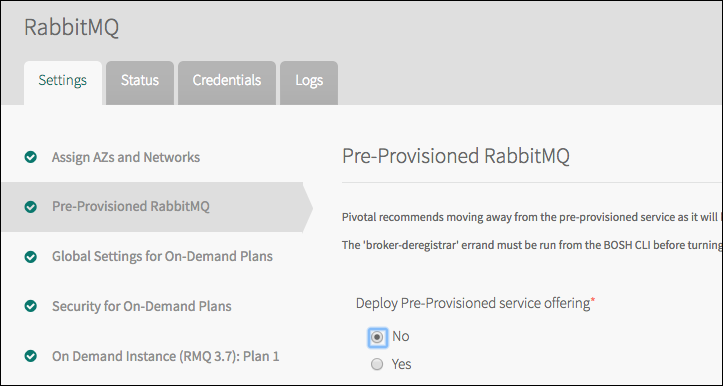 RabbitMQ
Settings
Status
Credentials
Logs
Assign AZs and Networks
Pre-Provisioned RabbitMQ
Global Settings for On-Demand Plans
Security for On-Demand Plans
On Demand Instance (RMQ 3.7): Plan 1
Pre-Provisioned RabbitMQ
Pivotal recommends moving away from the pre-provisioned service as it will
The 'broker-deregistrar' errand must be run from the BOSH CLI before turning
Deploy Pre-Provisioned service offering*
No
Yes